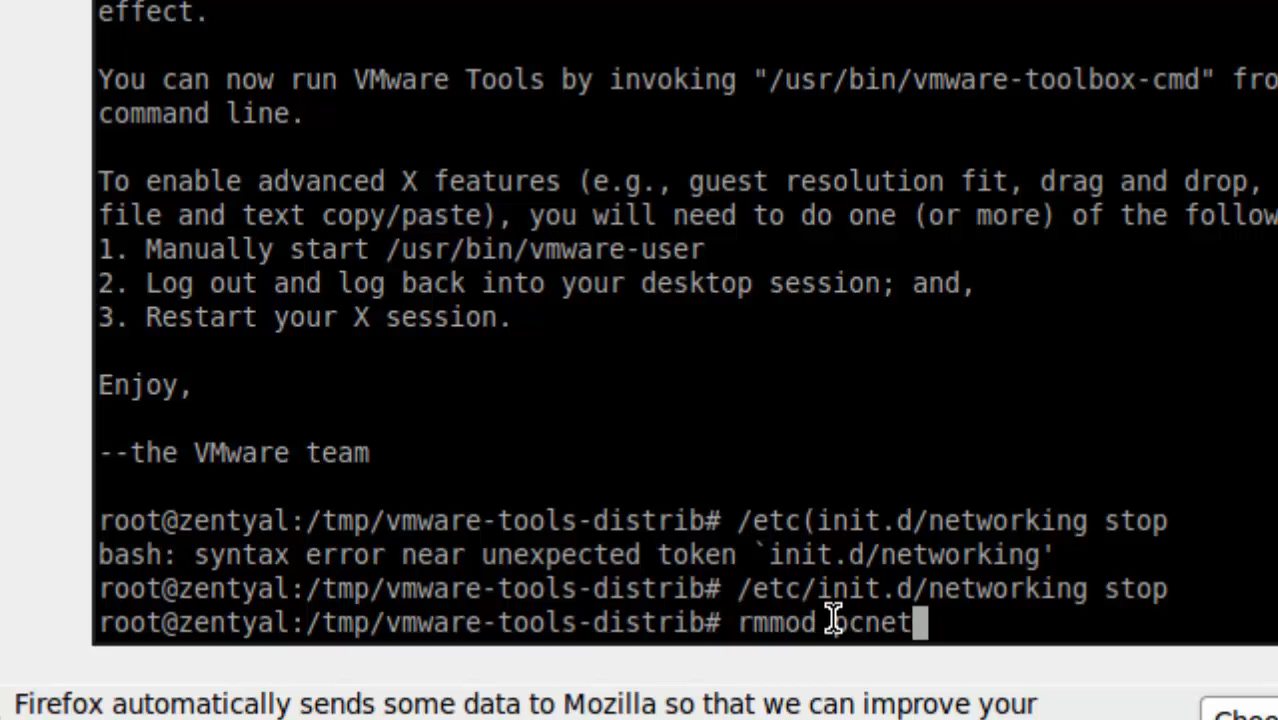 effect.
You can now run VMware Tools by invoking "/usr/bin/vmware-toolbox-cmd" fro
command line.
To enable advanced X features (e.g., guest resolution fit, drag and drop,
file and text copy/paste), you will need to do one (or more) of the follow
1. Manually start /usr/bin/vmware-user
2. Log out and log back into your desktop session; and,
3. Restart your X session.
Enjoy,
--the VMware team
root@zentyal:/tmp/vmware-tools-distrib# /etc(init.d/networking stop
bash: syntax error near unexpected token `init.d/networking'
root@zentyal:/tmp/vmware-tools-distrib# /etc/init.d/networking stop
root@zentyal:/tmp/vmware-tools-distrib# rmmod pcnet
Firefox automatically sends some data to Mozilla so that we can improve your